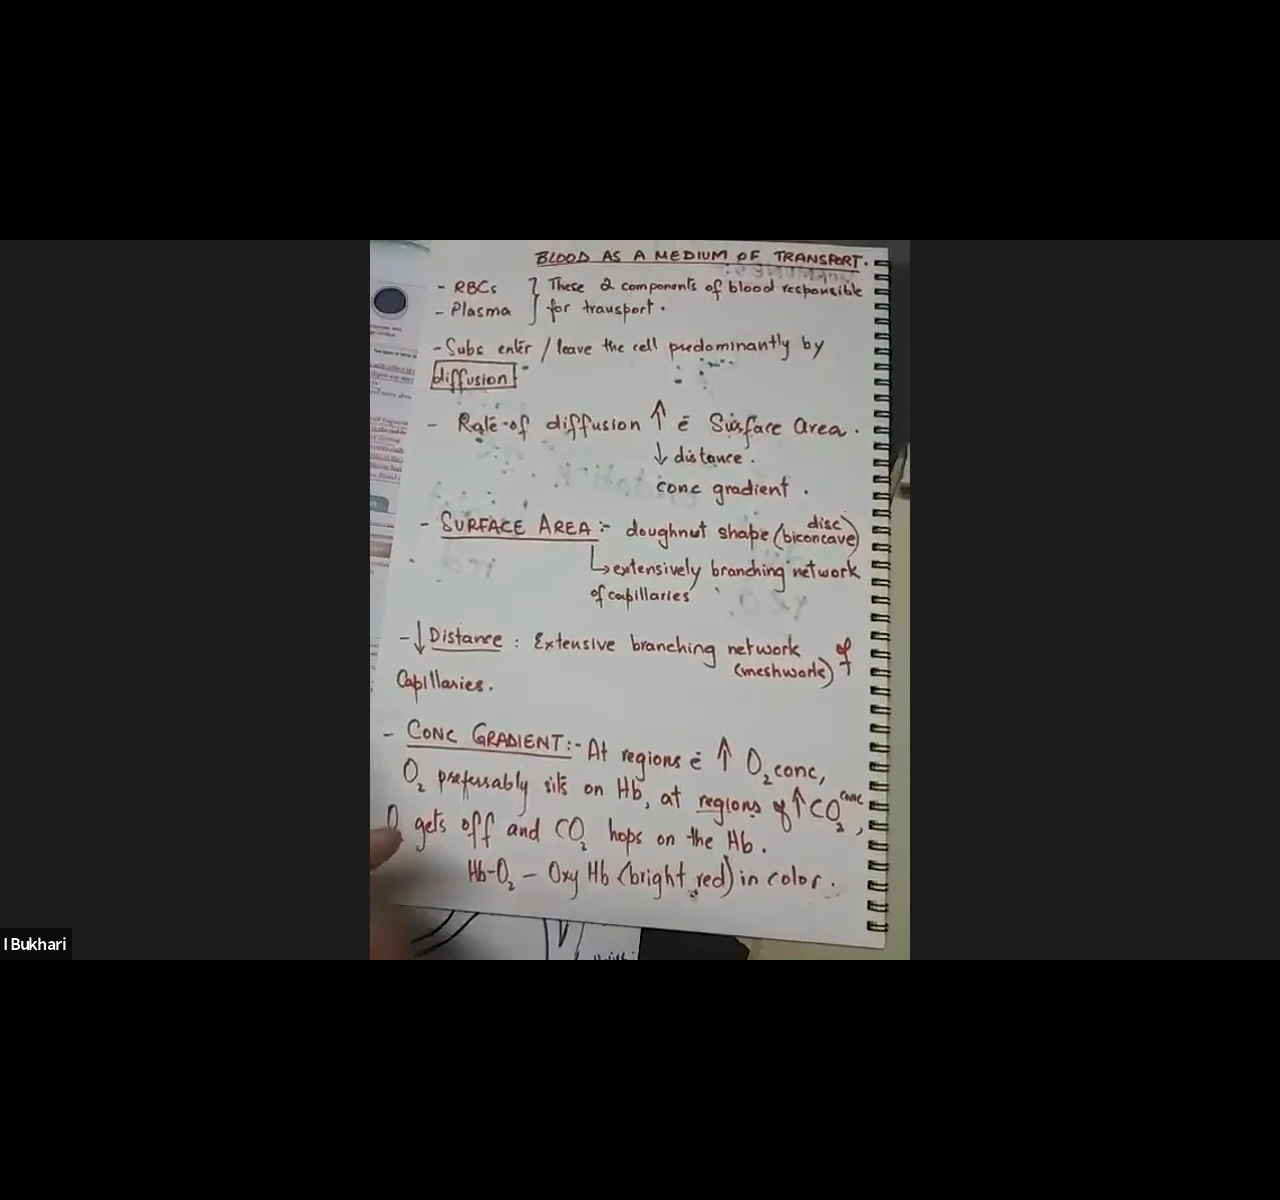 BLOOD AS A MEDIUM OF TRANSPORT.
- RBCs } These 2 components of blood responsible
- Plasma } for transport.
- Subs enter / leave the cell predominantly by
diffusion
- Rate of diffusion ↑ ē Surface area.
↓ distance.
conc gradient.
- SURFACE AREA :- doughnut shape (biconcave disc)
↳ extensively branching network
of capillaries
- ↓ Distance : Extensive branching network of
(meshwork)
Capillaries.
- CONC GRADIENT :- At regions ē ↑ O₂ conc,
O₂ preferrably sits on Hb, at regions of ↑ CO₂ conc,
gets off and CO₂ hops on the Hb.
Hb-O₂ – Oxy Hb (bright red) in color.
I Bukhari